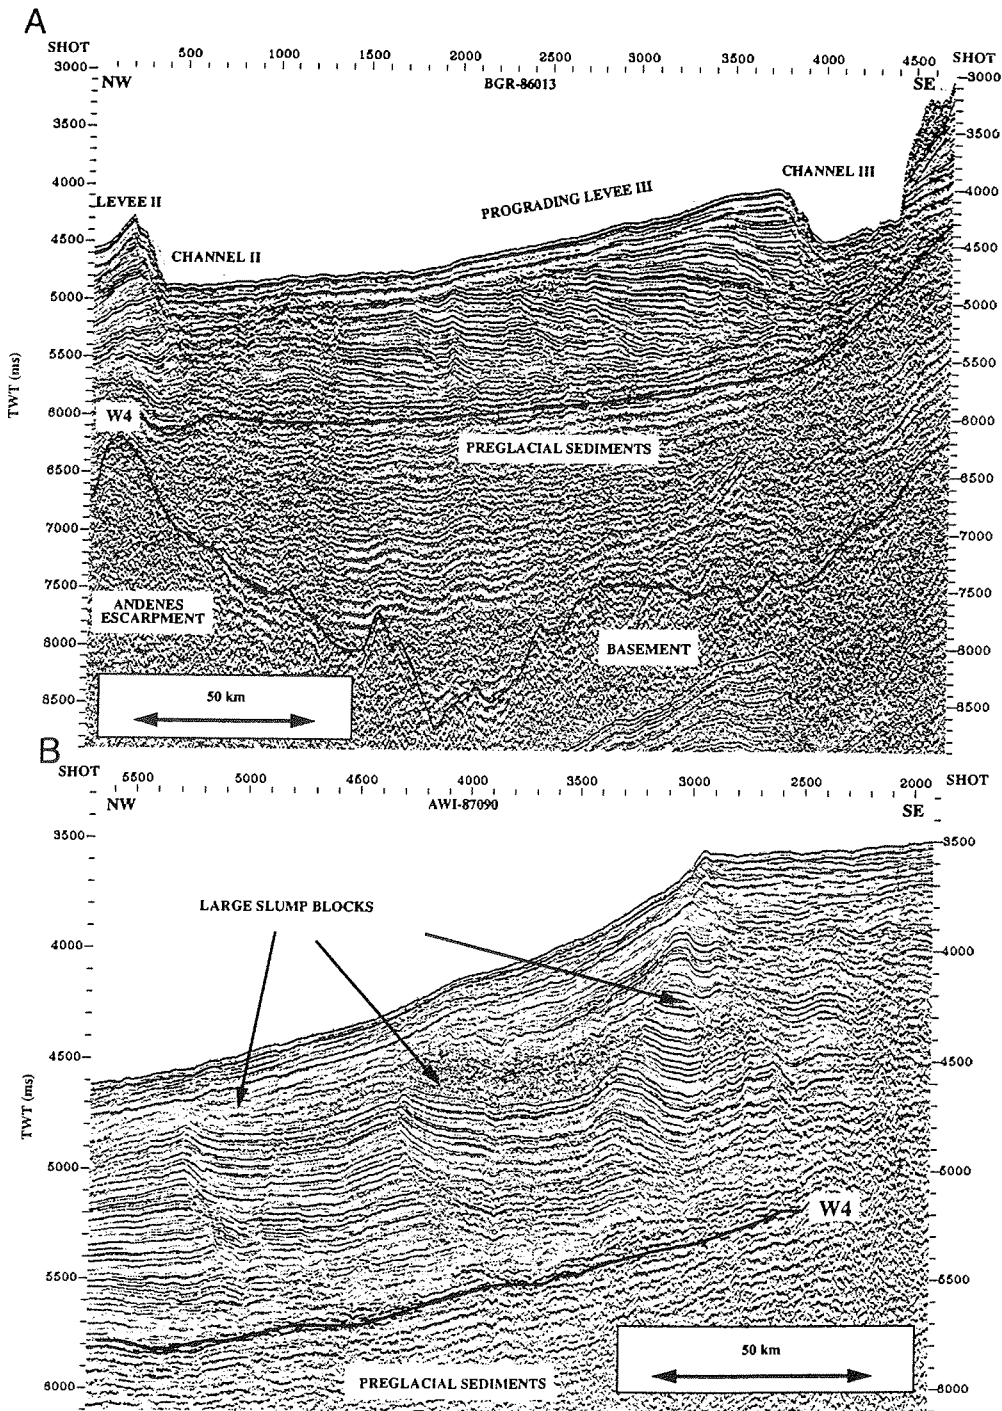 A
SHOT 500 1000 1500 2000 2500 3000 3500 4000 4500 SHOT
NW BGR-86013 SE
3000 3000
3500 3500
4000 4000
LEVEE II PROGRADING LEVEE III CHANNEL III
4500 4500
CHANNEL II
5000 5000
5500 5500
TWT (ms)
6000 6000
W4
PREGLACIAL SEDIMENTS
6500 6500
7000 7000
7500 7500
ANDENES
ESCARPMENT
8000 8000
BASEMENT
8500 8500
50 km
B
SHOT 5500 5000 4500 4000 3500 3000 2500 2000 SHOT
NW AWI-87090 SE
3500 3500
LARGE SLUMP BLOCKS
4000 4000
4500 4500
TWT (ms)
5000 5000
W4
5500 5500
50 km
PREGLACIAL SEDIMENTS
6000 6000